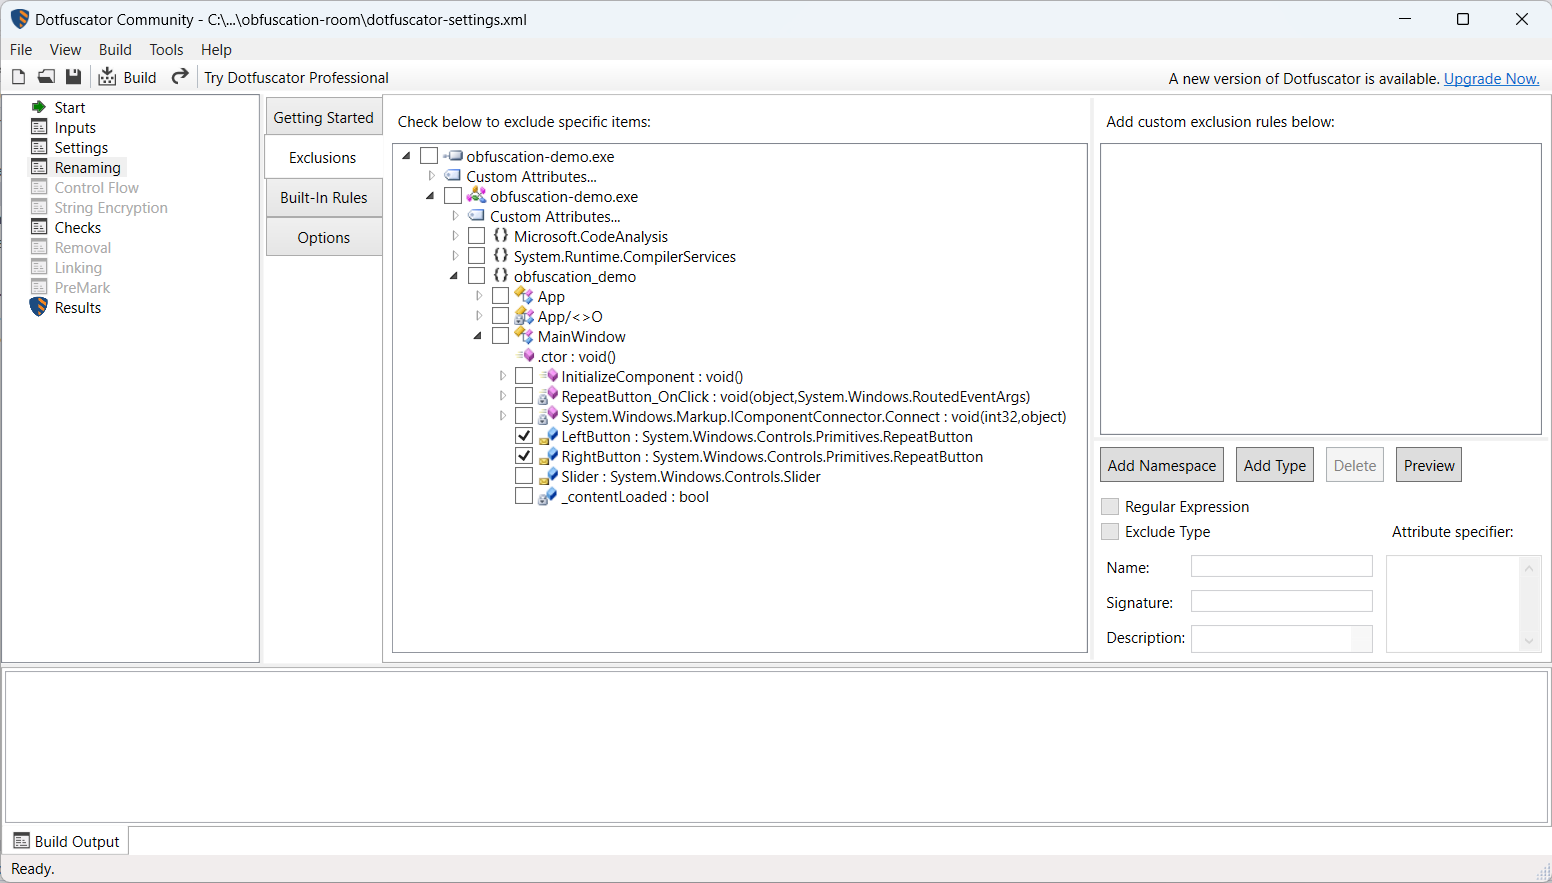 Dotfuscator Community - C:\...\obfuscation-room\dotfuscator-settings.xml
File View Build Tools Help
Build Try Dotfuscator Professional
A new version of Dotfuscator is available. Upgrade Now.
Start
Inputs
Settings
Renaming
Control Flow
String Encryption
Checks
Removal
Linking
PreMark
Results
Getting Started
Exclusions
Built-In Rules
Options
Check below to exclude specific items:
obfuscation-demo.exe
Custom Attributes...
obfuscation-demo.exe
Custom Attributes...
{} Microsoft.CodeAnalysis
{} System.Runtime.CompilerServices
{} obfuscation_demo
App
App/<>O
MainWindow
.ctor : void()
InitializeComponent : void()
RepeatButton_OnClick : void(object,System.Windows.RoutedEventArgs)
System.Windows.Markup.IComponentConnector.Connect : void(int32,object)
LeftButton : System.Windows.Controls.Primitives.RepeatButton
RightButton : System.Windows.Controls.Primitives.RepeatButton
Slider : System.Windows.Controls.Slider
_contentLoaded : bool
Add custom exclusion rules below:
Add Namespace Add Type Delete Preview
Regular Expression
Exclude Type
Attribute specifier:
Name:
Signature:
Description:
Build Output
Ready.